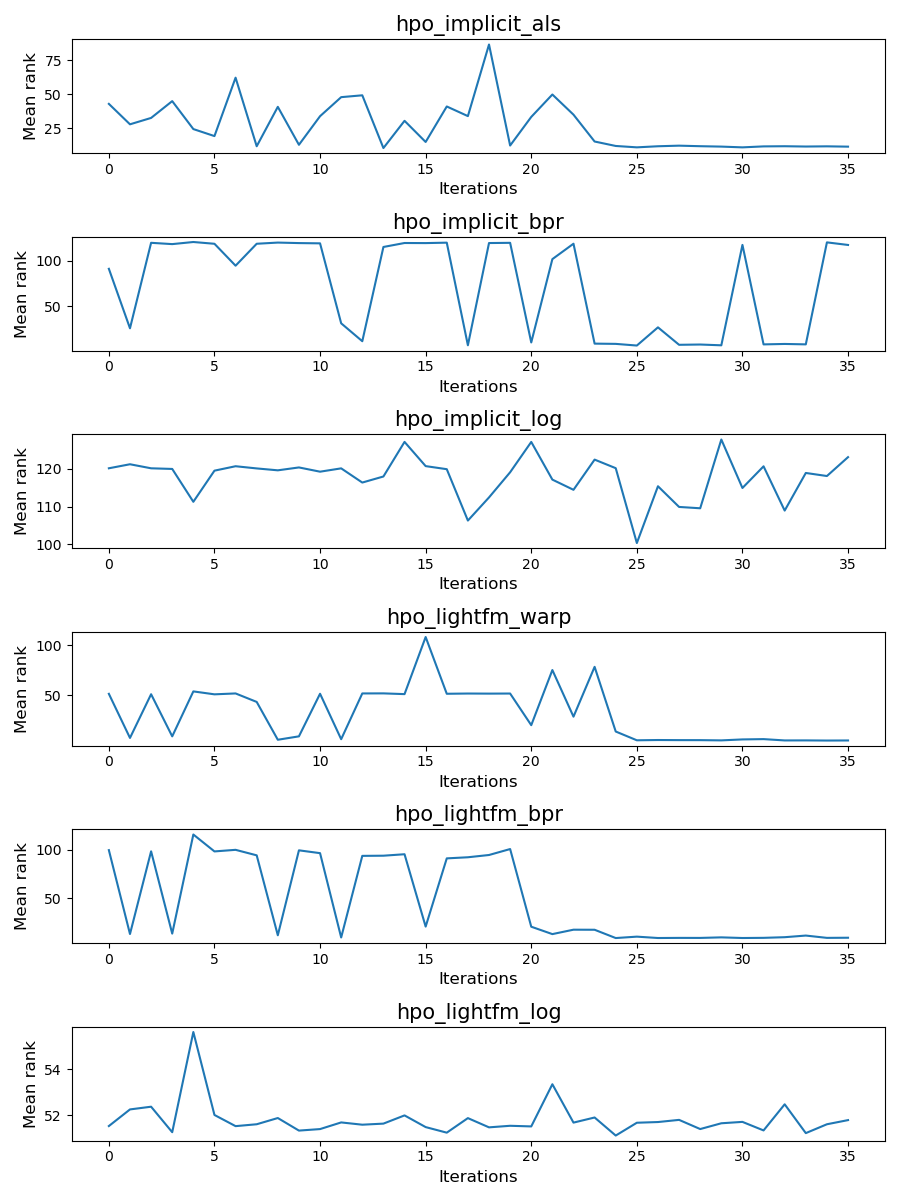 hpo_implicit_als
Mean rank
75
50
25
0 5 10 15 20 25 30 35
Iterations
hpo_implicit_bpr
Mean rank
100
50
0 5 10 15 20 25 30 35
Iterations
hpo_implicit_log
Mean rank
120
110
100
0 5 10 15 20 25 30 35
Iterations
hpo_lightfm_warp
Mean rank
100
50
0 5 10 15 20 25 30 35
Iterations
hpo_lightfm_bpr
Mean rank
100
50
0 5 10 15 20 25 30 35
Iterations
hpo_lightfm_log
Mean rank
54
52
0 5 10 15 20 25 30 35
Iterations